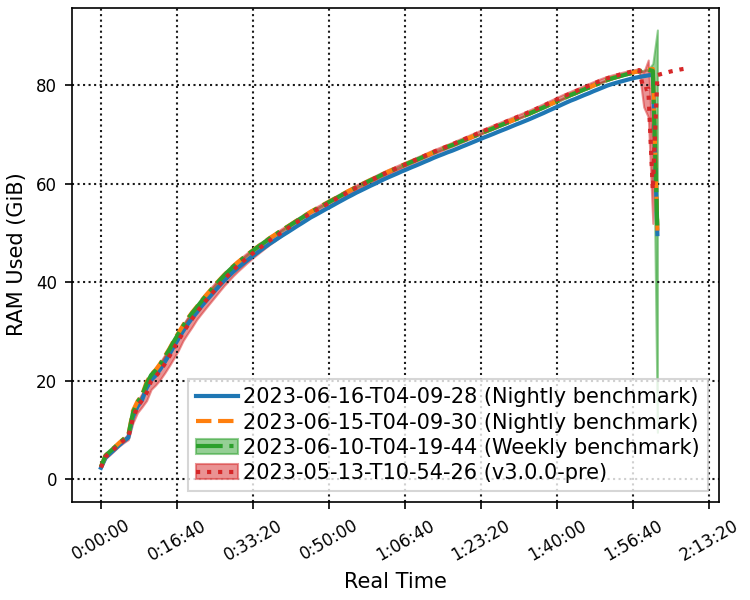 RAM Used (GiB)
80
60
40
20
0
2023-06-16-T04-09-28 (Nightly benchmark)
2023-06-15-T04-09-30 (Nightly benchmark)
2023-06-10-T04-19-44 (Weekly benchmark)
2023-05-13-T10-54-26 (v3.0.0-pre)
0:00:00
0:16:40
0:33:20
0:50:00
1:06:40
1:23:20
1:40:00
1:56:40
2:13:20
Real Time